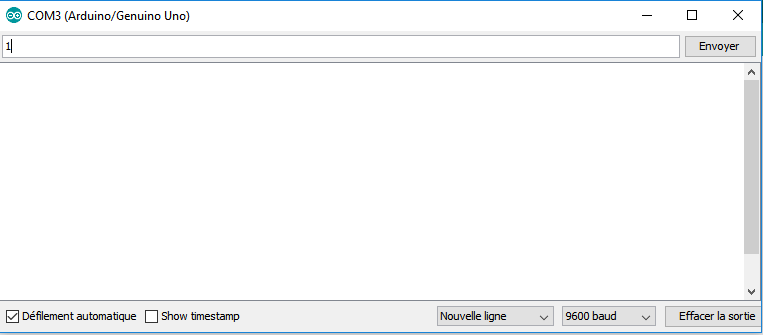 COM3 (Arduino/Genuino Uno)
1
Envoyer
Défilement automatique
Show timestamp
Nouvelle ligne
9600 baud
Effacer la sortie